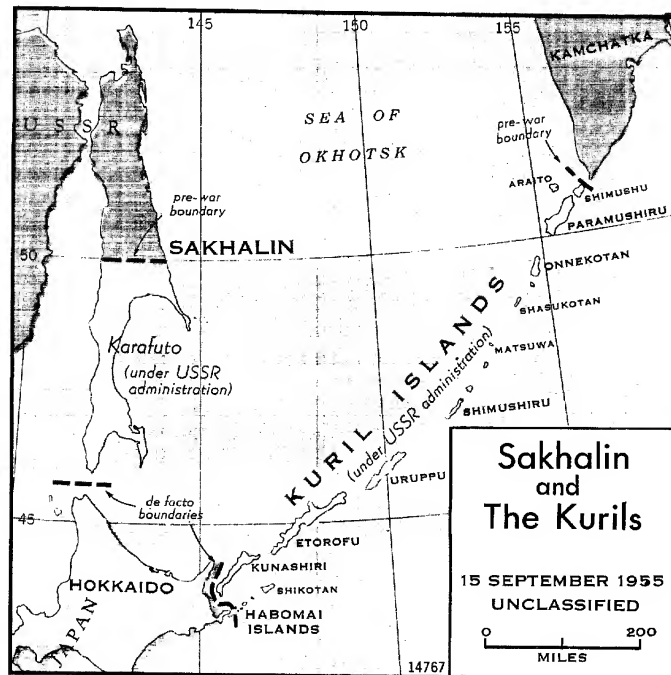 145
150
155
KAMCHATKA
USSR
SEA OF
OKHOTSK
pre-war
boundary
ARAITO
SHIMUSHU
PARAMUSHIRU
pre-war
boundary
SAKHALIN
50
ONNEKOTAN
SHASUKOTAN
MATSUWA
Karafuto
(under USSR
administration)
KURIL ISLANDS
(under USSR administration)
SHIMUSHIRU
URUPPU
de facto
boundaries
45
ETOROFU
KUNASHIRI
SHIKOTAN
HOKKAIDO
HABOMAI
ISLANDS
JAPAN
14767
Sakhalin
and
The Kurils
15 SEPTEMBER 1955
UNCLASSIFIED
0 200
MILES